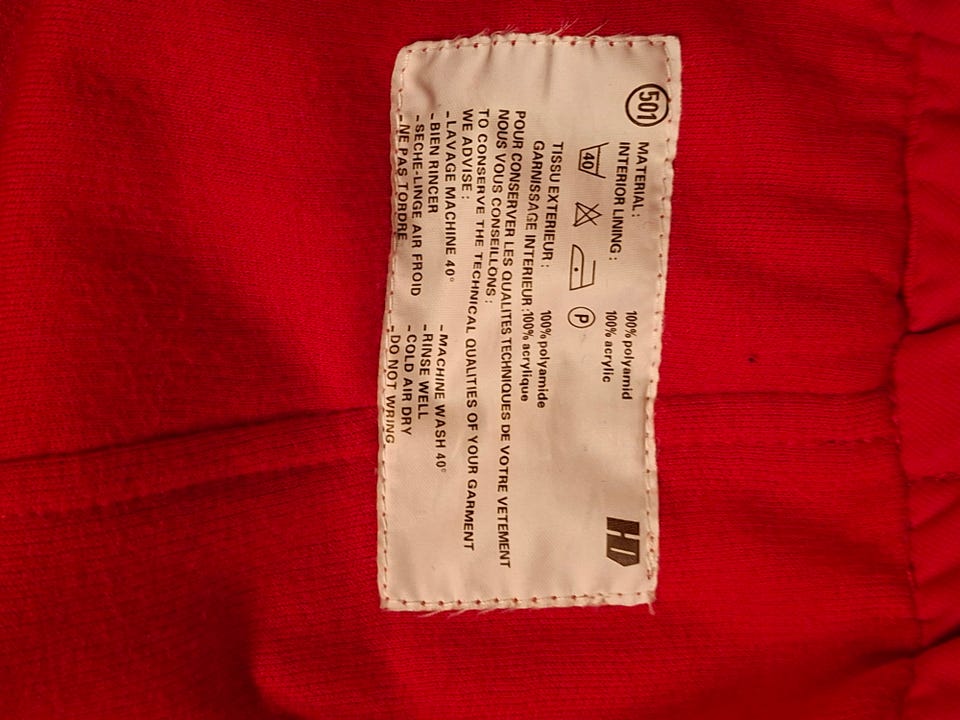 501
MATERIAL : 100% polyamid
INTERIOR LINING : 100% acrylic
HD
40 P
TISSU EXTERIEUR : 100% polyamide
GARNISSAGE INTERIEUR : 100% acrylique
POUR CONSERVER LES QUALITES TECHNIQUES DE VOTRE VETEMENT
NOUS VOUS CONSEILLONS :
TO CONSERVE THE TECHNICAL QUALITIES OF YOUR GARMENT
WE ADVISE :
- LAVAGE MACHINE 40° - MACHINE WASH 40°
- BIEN RINCER - RINSE WELL
- SECHE-LINGE AIR FROID - COLD AIR DRY
- NE PAS TORDRE - DO NOT WRING